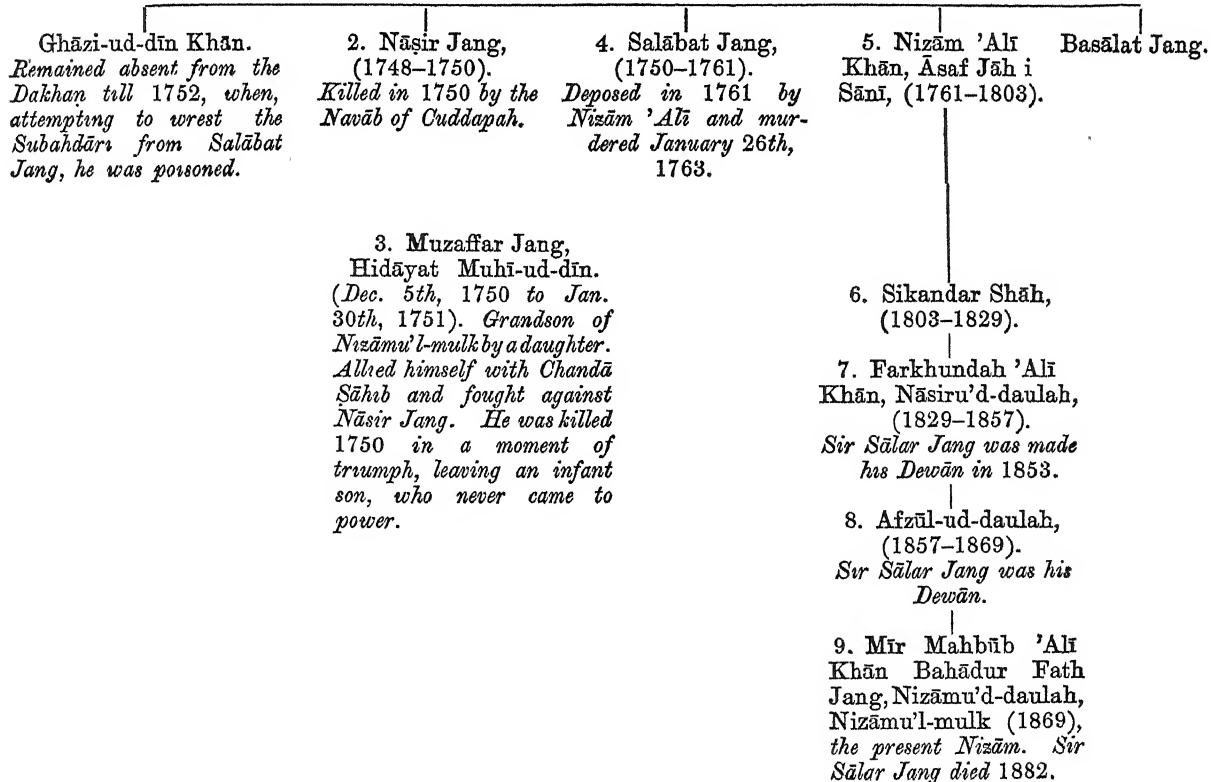 Ghāzi-ud-dīn Khān.
Remained absent from the
Dakhan till 1752, when,
attempting to wrest the
Subahdāri from Salābat
Jang, he was poisoned.
2. Nāṣir Jang,
(1748–1750).
Killed in 1750 by the
Navāb of Cuddapah.
4. Salābat Jang,
(1750–1761).
Deposed in 1761 by
Nizām 'Alī and mur-
dered January 26th,
1763.
5. Nizām 'Alī
Khān, Asaf Jāh i
Sānī, (1761–1803).
Basālat Jang.
3. Muzaffar Jang,
Hidāyat Muhī-ud-dīn.
(Dec. 5th, 1750 to Jan.
30th, 1751). Grandson of
Nizāmu'l-mulk by a daughter.
Allied himself with Chandā
Ṣāhib and fought against
Nāsir Jang. He was killed
1750 in a moment of
triumph, leaving an infant
son, who never came to
power.
6. Sikandar Shāh,
(1803–1829).
7. Farkhundah 'Alī
Khān, Nāsiru'd-daulah,
(1829–1857).
Sir Sālar Jang was made
his Dewān in 1853.
8. Afzūl-ud-daulah,
(1857–1869).
Sir Sālar Jang was his
Dewān.
9. Mīr Mahbūb 'Alī
Khān Bahādur Fath
Jang, Nizāmu'd-daulah,
Nizāmu'l-mulk (1869),
the present Nizām. Sir
Sālar Jang died 1882.